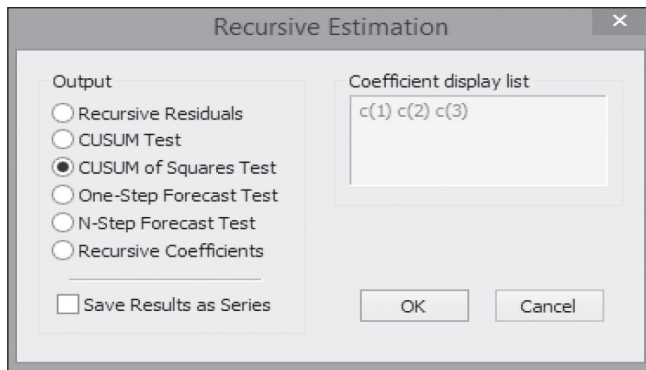 Recursive Estimation
×
Output
Recursive Residuals
CUSUM Test
CUSUM of Squares Test
One-Step Forecast Test
N-Step Forecast Test
Recursive Coefficients
Save Results as Series
Coefficient display list
c(1) c(2) c(3)
OK
Cancel